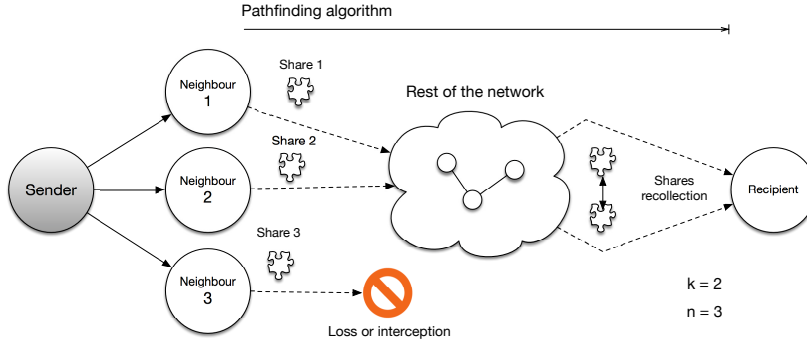 Pathfinding algorithm
Share 1
Neighbour
1
Rest of the network
Share 2
Neighbour
2
Sender
Shares
recollection
Recipient
Share 3
Neighbour
3
k = 2
n = 3
Loss or interception